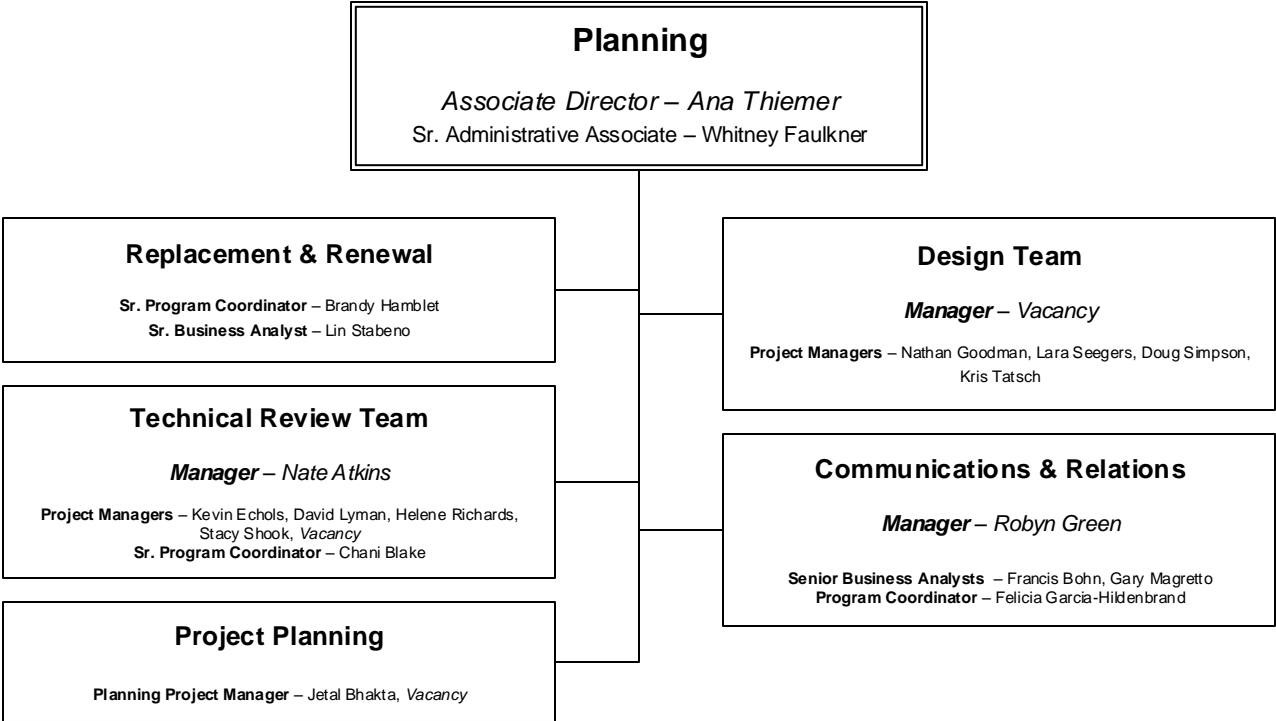 Planning
Associate Director – Ana Thiemer
Sr. Administrative Associate – Whitney Faulkner
Replacement & Renewal
Sr. Program Coordinator – Brandy Hamblet
Sr. Business Analyst – Lin Stabeno
Technical Review Team
Manager – Nate Atkins
Project Managers – Kevin Echols, David Lyman, Helene Richards,
Stacy Shook, Vacancy
Sr. Program Coordinator – Chani Blake
Project Planning
Planning Project Manager – Jetal Bhakta, Vacancy
Design Team
Manager – Vacancy
Project Managers – Nathan Goodman, Lara Seegers, Doug Simpson,
Kris Tatsch
Communications & Relations
Manager – Robyn Green
Senior Business Analysts – Francis Bohn, Gary Magretto
Program Coordinator – Felicia Garcia-Hildenbrand